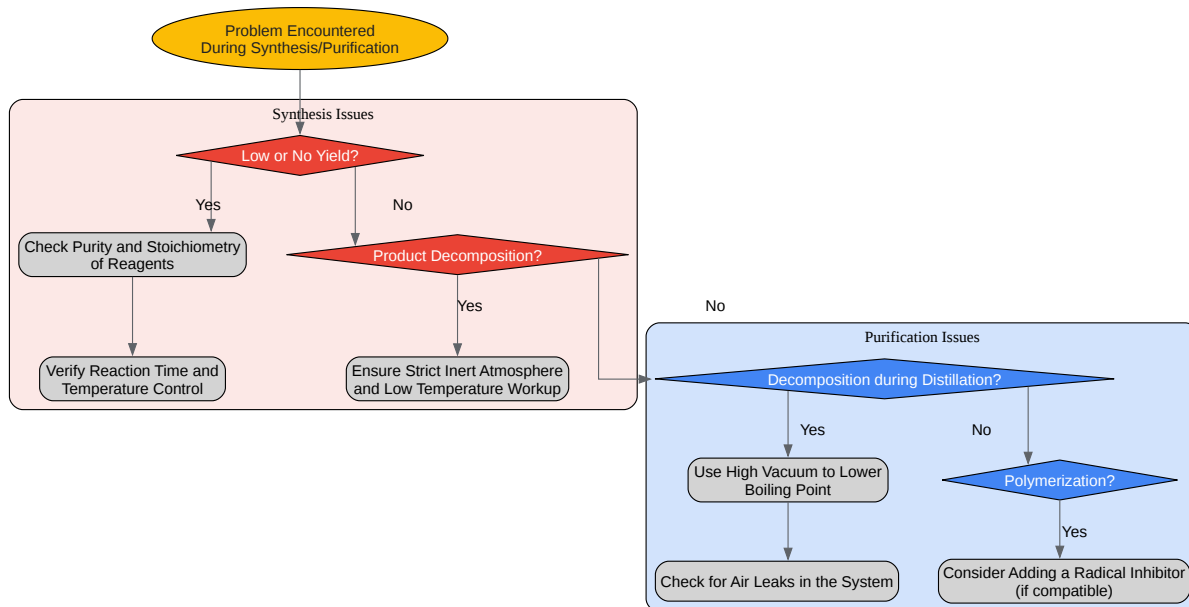 Problem Encountered
During Synthesis/Purification
Synthesis Issues
Low or No Yield?
Yes
No
Check Purity and Stoichiometry
of Reagents
Product Decomposition?
Yes
No
Verify Reaction Time and
Temperature Control
Ensure Strict Inert Atmosphere
and Low Temperature Workup
Purification Issues
Decomposition during Distillation?
Yes
No
Use High Vacuum to Lower
Boiling Point
Polymerization?
Yes
Check for Air Leaks in the System
Consider Adding a Radical Inhibitor
(if compatible)